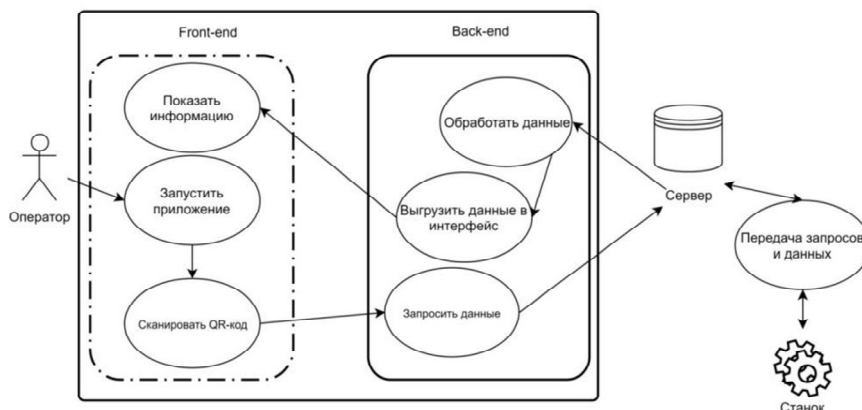 Front-end
Back-end
Показать
информацию
Обработать данные
Запустить
приложение
Оператор
Выгрузить данные в
интерфейс
Сервер
Передача запросов
и данных
Сканировать QR-код
Запросить данные
Станок